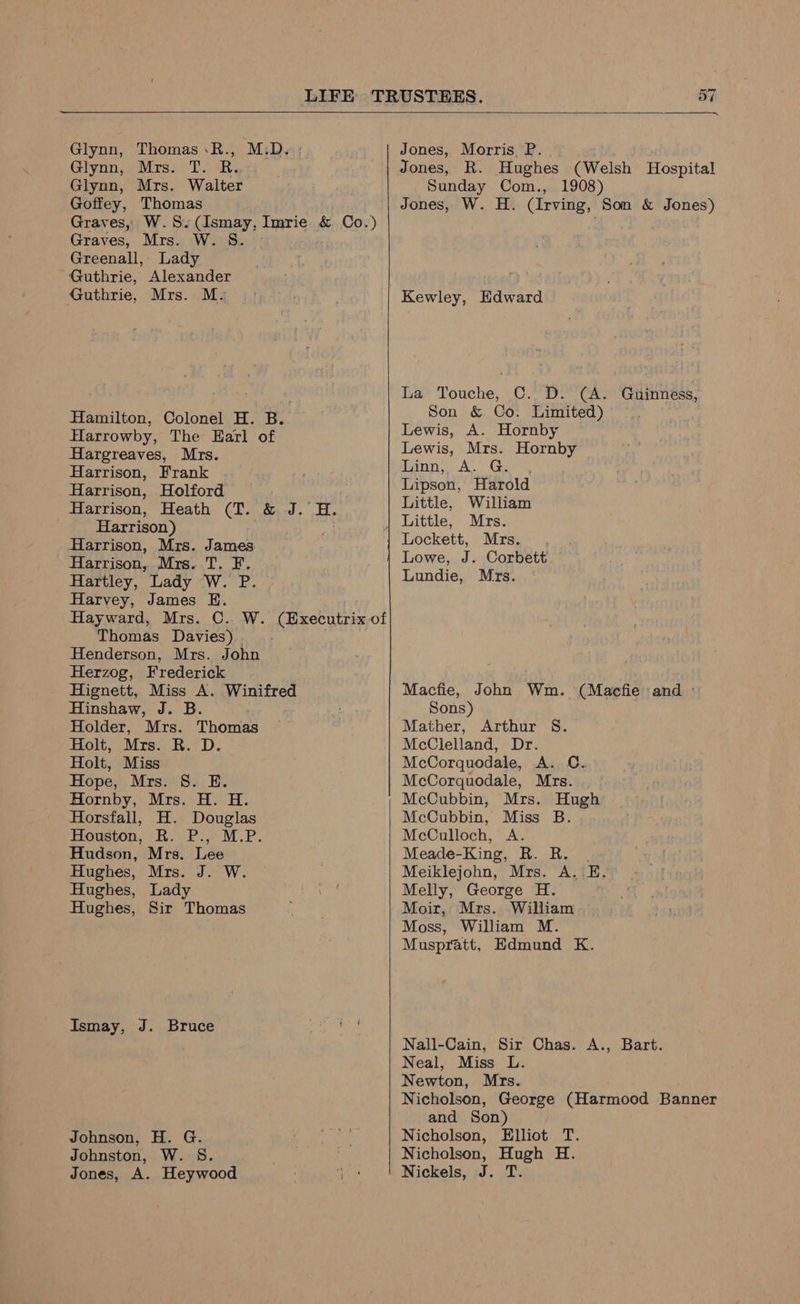 LIFE TRUSTEES. 57
Glynn, Thomas R., M.D.
Glynn, Mrs. T. R.
Glynn, Mrs. Walter
Goffey, Thomas
Graves, W. S. (Ismay, Imrie & Co.)
Graves, Mrs. W. S.
Greenall, Lady
Guthrie, Alexander
Guthrie, Mrs. M.
Hamilton, Colonel H. B.
Harrowby, The Earl of
Hargreaves, Mrs.
Harrison, Frank
Harrison, Holford
Harrison, Heath (T. & J. H.
Harrison)
Harrison, Mrs. James
Harrison, Mrs. T. F.
Hartley, Lady W. P.
Harvey, James E.
Hayward, Mrs. C. W. (Executrix of
Thomas Davies)
Henderson, Mrs. John
Herzog, Frederick
Hignett, Miss A. Winifred
Hinshaw, J. B.
Holder, Mrs. Thomas
Holt, Mrs. R. D.
Holt, Miss
Hope, Mrs. S. E.
Hornby, Mrs. H. H.
Horsfall, H. Douglas
Houston, R. P., M.P.
Hudson, Mrs. Lee
Hughes, Mrs. J. W.
Hughes, Lady
Hughes, Sir Thomas
Ismay, J. Bruce
Johnson, H. G.
Johnston, W. S.
Jones, A. Heywood
Jones, Morris P.
Jones, R. Hughes (Welsh Hospital
Sunday Com., 1908)
Jones, W. H. (Irving, Son & Jones)
Kewley, Edward
La Touche, C. D. (A. Guinness,
Son & Co. Limited)
Lewis, A. Hornby
Lewis, Mrs. Hornby
Linn, A. G.
Lipson, Harold
Little, William
Little, Mrs.
Lockett, Mrs.
Lowe, J. Corbett
Lundie, Mrs.
Macfie, John Wm. (Macfie and
Sons)
Mather, Arthur S.
McClelland, Dr.
McCorquodale, A. C.
McCorquodale, Mrs.
McCubbin, Mrs. Hugh
McCubbin, Miss B.
McCulloch, A.
Meade-King, R. R.
Meiklejohn, Mrs. A. E.
Melly, George H.
Moir, Mrs. William
Moss, William M.
Muspratt, Edmund K.
Nall-Cain, Sir Chas. A., Bart.
Neal, Miss L.
Newton, Mrs.
Nicholson, George (Harmood Banner
and Son)
Nicholson, Elliot T.
Nicholson, Hugh H.
Nickels, J. T.